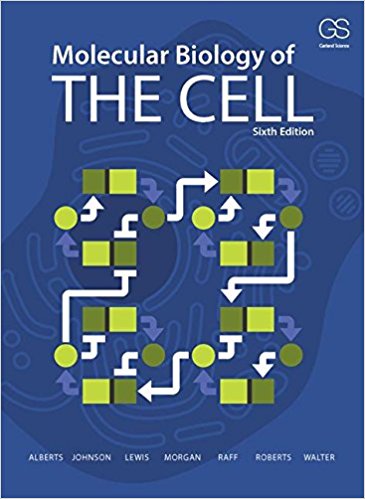 GS
Garland Science
Molecular Biology of
THE CELL
Sixth Edition
ALBERTS JOHNSON LEWIS MORGAN RAFF ROBERTS WALTER